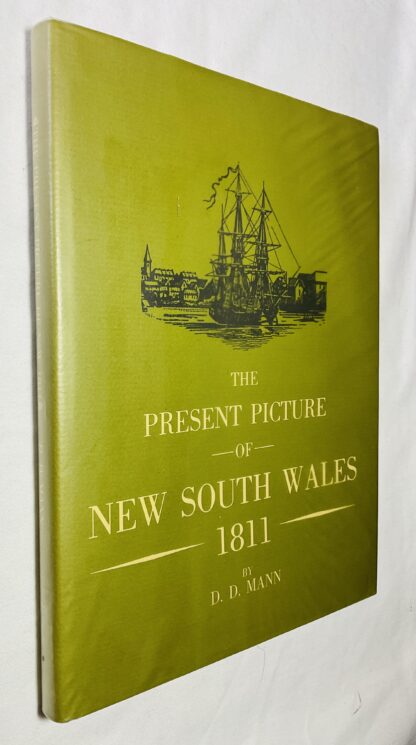 THE
PRESENT PICTURE
—OF—
NEW SOUTH WALES
1811
BY
D. D. MANN